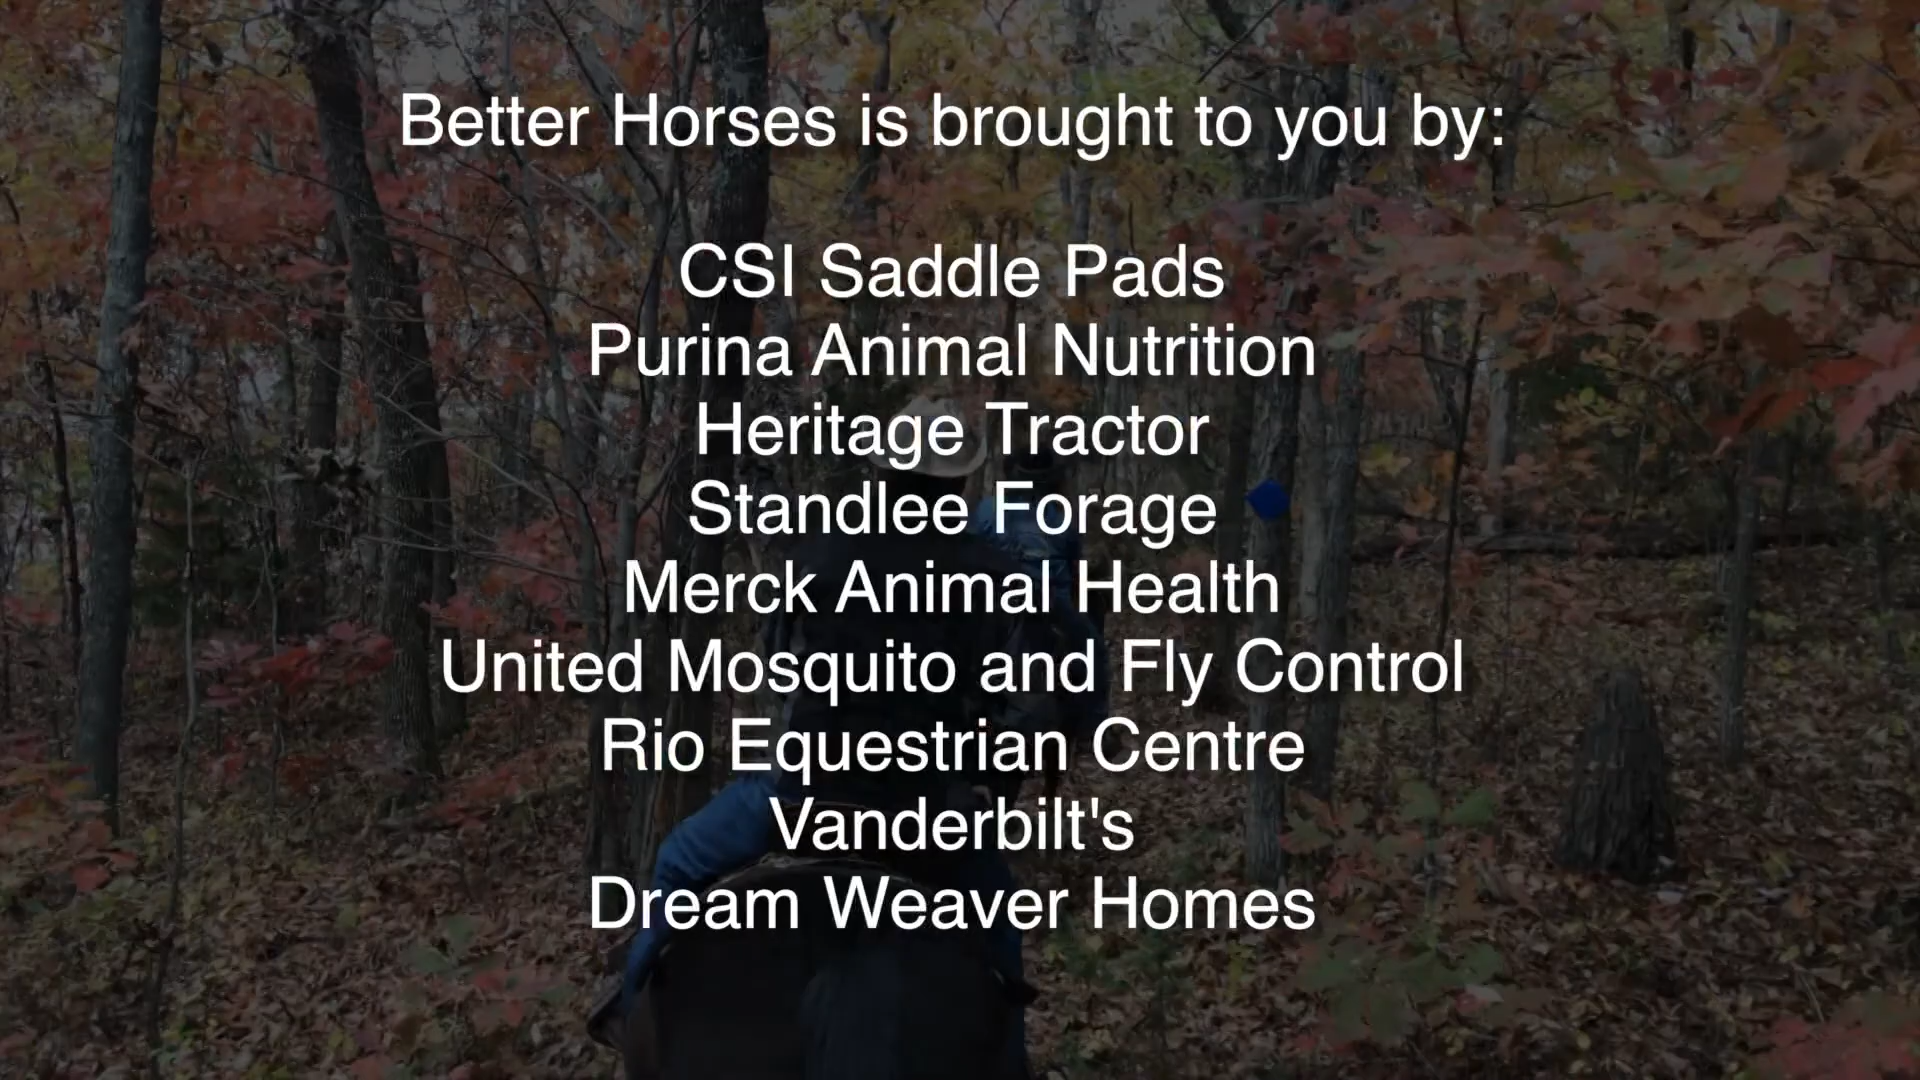 Better Horses is brought to you by:
CSI Saddle Pads
Purina Animal Nutrition
Heritage Tractor
Standlee Forage
Merck Animal Health
United Mosquito and Fly Control
Rio Equestrian Centre
Vanderbilt's
Dream Weaver Homes